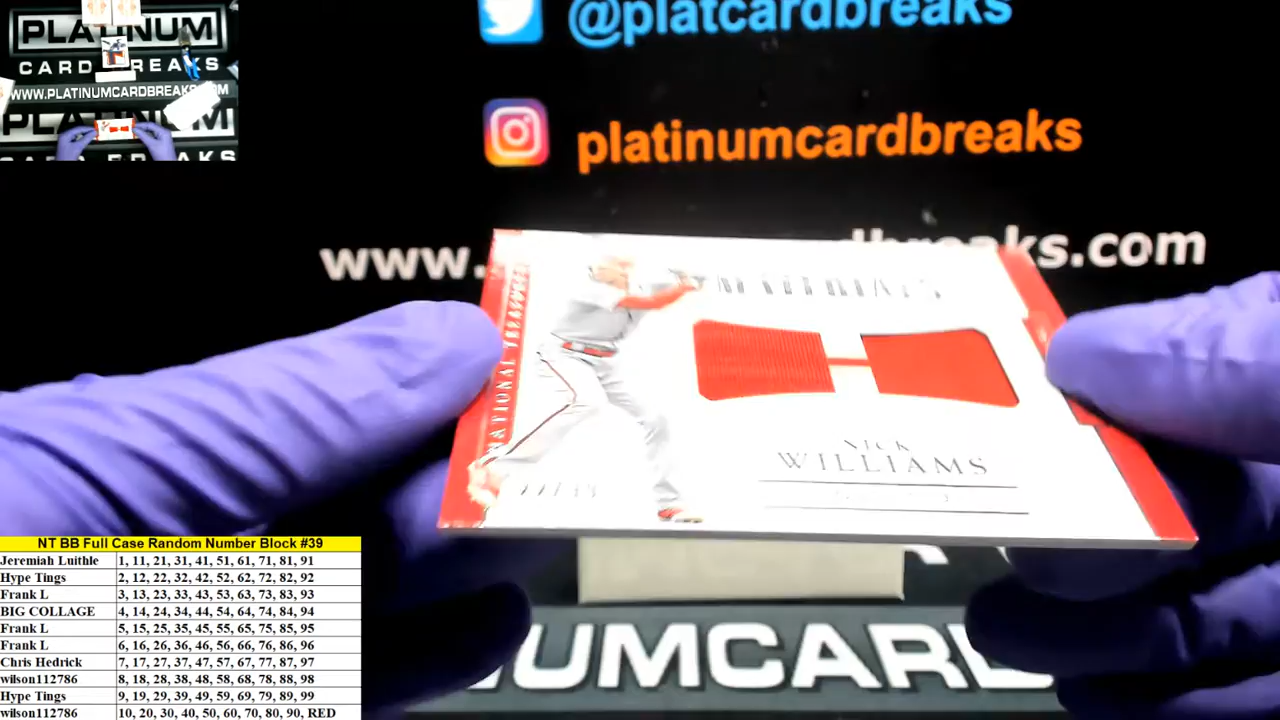 PLATINUM
CARD BREAKS
WWW.PLATINUMCARDBREAKS.COM
PLATINUM
CARD BREAKS
@platcardbreaks
platinumcardbreaks
www. rdbreaks.com
NATIONAL TREASURES
MATERIALS
NICK
WILLIAMS
NUMCARD
NT BB Full Case Random Number Block #39
Jeremiah Luithle 1, 11, 21, 31, 41, 51, 61, 71, 81, 91
Hype Tings 2, 12, 22, 32, 42, 52, 62, 72, 82, 92
Frank L 3, 13, 23, 33, 43, 53, 63, 73, 83, 93
BIG COLLAGE 4, 14, 24, 34, 44, 54, 64, 74, 84, 94
Frank L 5, 15, 25, 35, 45, 55, 65, 75, 85, 95
Frank L 6, 16, 26, 36, 46, 56, 66, 76, 86, 96
Chris Hedrick 7, 17, 27, 37, 47, 57, 67, 77, 87, 97
wilson112786 8, 18, 28, 38, 48, 58, 68, 78, 88, 98
Hype Tings 9, 19, 29, 39, 49, 59, 69, 79, 89, 99
wilson112786 10, 20, 30, 40, 50, 60, 70, 80, 90, RED